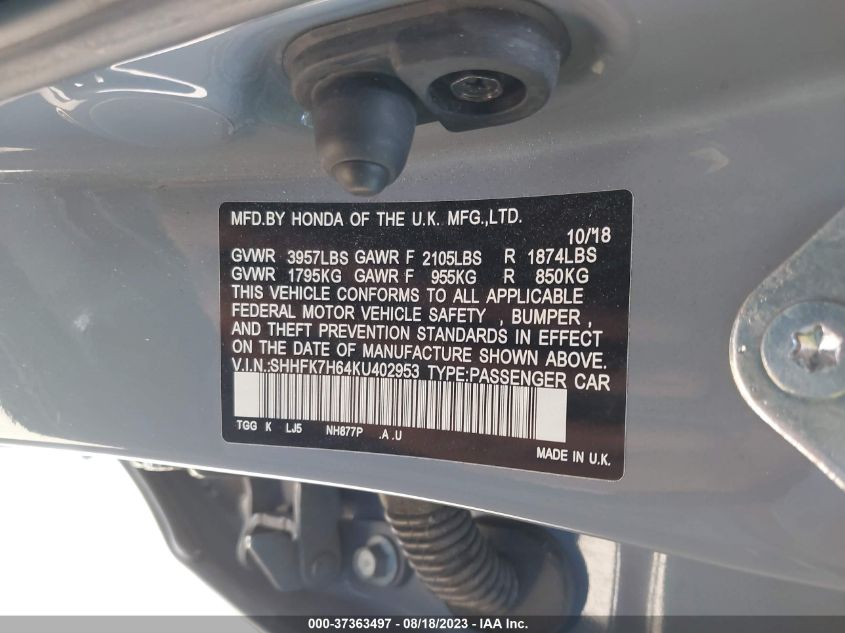 MFD.BY HONDA OF THE U.K. MFG.,LTD.
10/'18
GVWR 3957LBS GAWR F 2105LBS R 1874LBS
GVWR 1795KG GAWR F 955KG R 850KG
THIS VEHICLE CONFORMS TO ALL APPLICABLE
FEDERAL MOTOR VEHICLE SAFETY , BUMPER ,
AND THEFT PREVENTION STANDARDS IN EFFECT
ON THE DATE OF MANUFACTURE SHOWN ABOVE.
V.I.N.:SHHFK7H64KU402953 TYPE:PASSENGER CAR
TGG K LJ5 NH877P .A .U
MADE IN U.K.
000-37363497 - 08/18/2023 - IAA Inc.